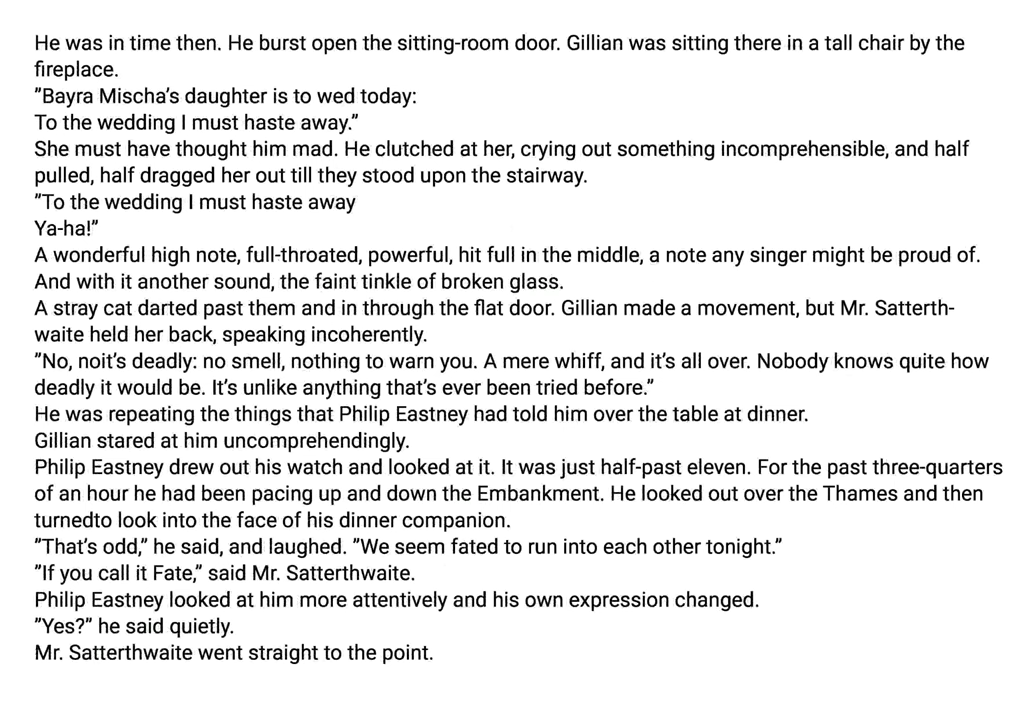 He was in time then. He burst open the sitting-room door. Gillian was sitting there in a tall chair by the
fireplace.
"Bayra Mischa's daughter is to wed today:
To the wedding I must haste away."
She must have thought him mad. He clutched at her, crying out something incomprehensible, and half
pulled, half dragged her out till they stood upon the stairway.
"To the wedding I must haste away
Ya-ha!"
A wonderful high note, full-throated, powerful, hit full in the middle, a note any singer might be proud of.
And with it another sound, the faint tinkle of broken glass.
A stray cat darted past them and in through the flat door. Gillian made a movement, but Mr. Satterth-
waite held her back, speaking incoherently.
"No, noit's deadly: no smell, nothing to warn you. A mere whiff, and it's all over. Nobody knows quite how
deadly it would be. It's unlike anything that's ever been tried before."
He was repeating the things that Philip Eastney had told him over the table at dinner.
Gillian stared at him uncomprehendingly.
Philip Eastney drew out his watch and looked at it. It was just half-past eleven. For the past three-quarters
of an hour he had been pacing up and down the Embankment. He looked out over the Thames and then
turnedto look into the face of his dinner companion.
"That's odd," he said, and laughed. "We seem fated to run into each other tonight."
"If you call it Fate," said Mr. Satterthwaite.
Philip Eastney looked at him more attentively and his own expression changed.
"Yes?" he said quietly.
Mr. Satterthwaite went straight to the point.